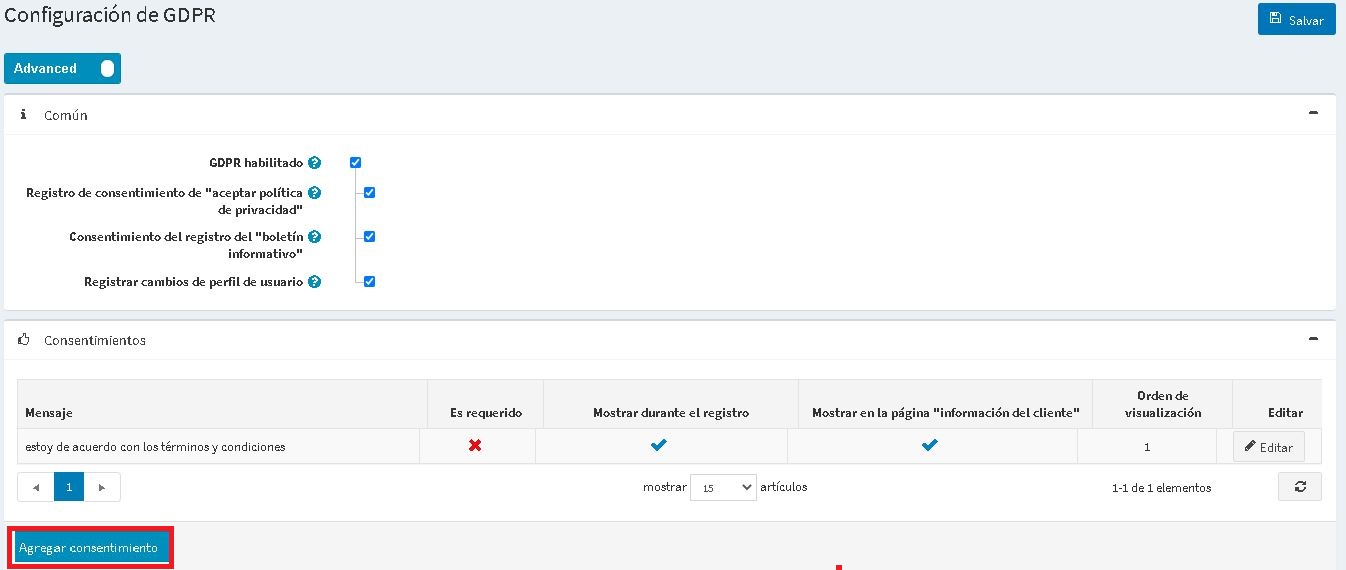 Configuración de GDPR
Salvar
Advanced
Común
GDPR habilitado
Registro de consentimiento de "aceptar política
de privacidad"
Consentimiento del registro del "boletín
informativo"
Registrar cambios de perfil de usuario
Consentimientos
Mensaje Es requerido Mostrar durante el registro Mostrar en la página "información del cliente" Orden de visualización Editar
estoy de acuerdo con los términos y condiciones 1 Editar
1 mostrar 15 artículos 1-1 de 1 elementos
Agregar consentimiento